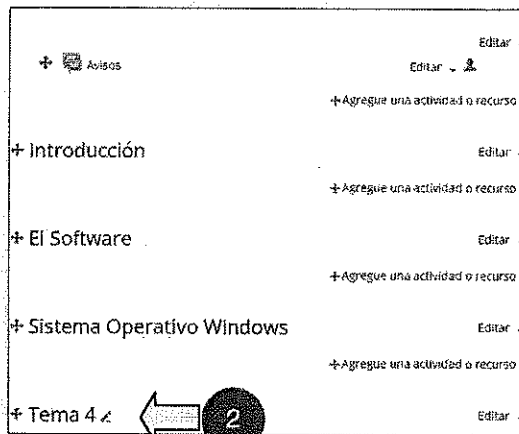 Editar
Avisos
Editar
+Agregue una actividad o recurso
Introducción
Editar
+Agregue una actividad o recurso
El Software
Editar
+Agregue una actividad o recurso
Sistema Operativo Windows
Editar
+Agregue una actividad o recurso
Tema 4
2
Editar